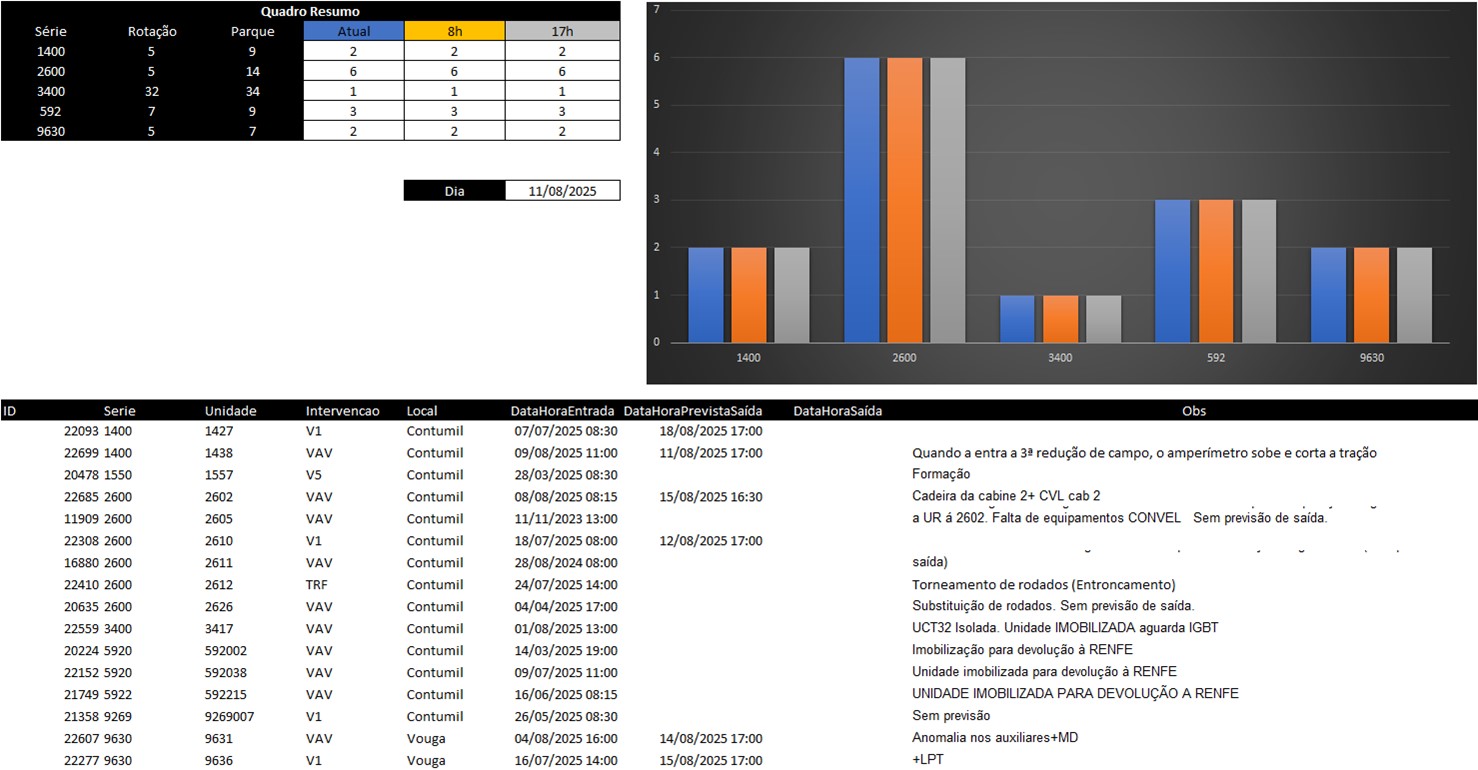 Quadro Resumo
Série Rotação Parque Atual 8h 17h
1400 5 9 2 2 2
2600 5 14 6 6 6
3400 32 34 1 1 1
592 7 9 3 3 3
9630 5 7 2 2 2
Dia 11/08/2025
7
6
5
4
3
2
1
0
1400 2600 3400 592 9630
ID Serie Unidade Intervencao Local DataHoraEntrada DataHoraPrevistaSaída DataHoraSaída Obs
22093 1400 1427 V1 Contumil 07/07/2025 08:30 18/08/2025 17:00
22699 1400 1438 VAV Contumil 09/08/2025 11:00 11/08/2025 17:00 Quando a entra a 3ª redução de campo, o amperímetro sobe e corta a tração
20478 1550 1557 V5 Contumil 28/03/2025 08:30 Formação
22685 2600 2602 VAV Contumil 08/08/2025 08:15 15/08/2025 16:30 Cadeira da cabine 2+ CVL cab 2
11909 2600 2605 VAV Contumil 11/11/2023 13:00 a UR á 2602. Falta de equipamentos CONVEL Sem previsão de saída.
22308 2600 2610 V1 Contumil 18/07/2025 08:00 12/08/2025 17:00
16880 2600 2611 VAV Contumil 28/08/2024 08:00 saída)
22410 2600 2612 TRF Contumil 24/07/2025 14:00 Torneamento de rodados (Entroncamento)
20635 2600 2626 VAV Contumil 04/04/2025 17:00 Substituição de rodados. Sem previsão de saída.
22559 3400 3417 VAV Contumil 01/08/2025 13:00 UCT32 Isolada. Unidade IMOBILIZADA aguarda IGBT
20224 5920 592002 VAV Contumil 14/03/2025 19:00 Imobilização para devolução à RENFE
22152 5920 592038 VAV Contumil 09/07/2025 11:00 Unidade imobilizada para devolução à RENFE
21749 5922 592215 VAV Contumil 16/06/2025 08:15 UNIDADE IMOBILIZADA PARA DEVOLUÇÃO A RENFE
21358 9269 9269007 V1 Contumil 26/05/2025 08:30 Sem previsão
22607 9630 9631 VAV Vouga 04/08/2025 16:00 14/08/2025 17:00 Anomalia nos auxiliares+MD
22277 9630 9636 V1 Vouga 16/07/2025 14:00 15/08/2025 17:00 +LPT